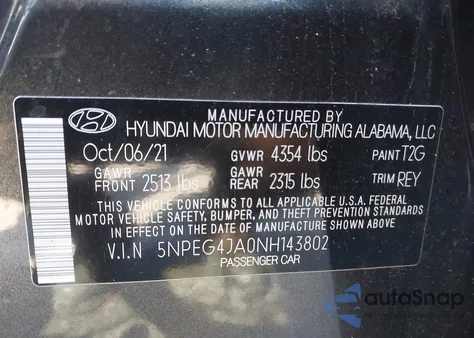 MANUFACTURED BY
HYUNDAI MOTOR MANUFACTURING ALABAMA, LLC
Oct/06/21 GVWR 4354 lbs PAINT T2G
GAWR FRONT 2513 lbs GAWR REAR 2315 lbs TRIM REY
THIS VEHICLE CONFORMS TO ALL APPLICABLE U.S.A. FEDERAL
MOTOR VEHICLE SAFETY, BUMPER, AND THEFT PREVENTION STANDARDS
IN EFFECT ON THE DATE OF MANUFACTURE SHOWN ABOVE.
V.I.N 5NPEG4JA0NH143802
PASSENGER CAR
autoSnap